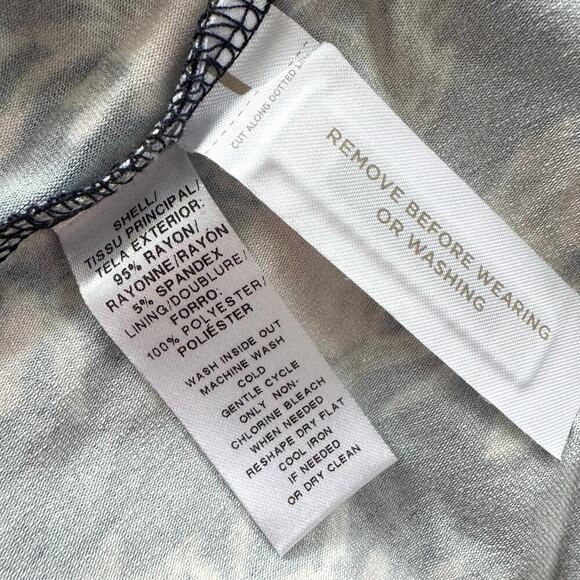 SHELL/
TISSU PRINCIPAL/
TELA EXTERIOR:
95% RAYON/
RAYONNE/RAYON
5% SPANDEX
LINING/DOUBLURE/
FORRO:
100% POLYESTER/
POLIÉSTER
WASH INSIDE OUT
MACHINE WASH
COLD
GENTLE CYCLE
ONLY NON-
CHLORINE BLEACH
WHEN NEEDED
RESHAPE DRY FLAT
COOL IRON
IF NEEDED
OR DRY CLEAN
CUT ALONG DOTTED
REMOVE BEFORE WEARING
OR WASHING